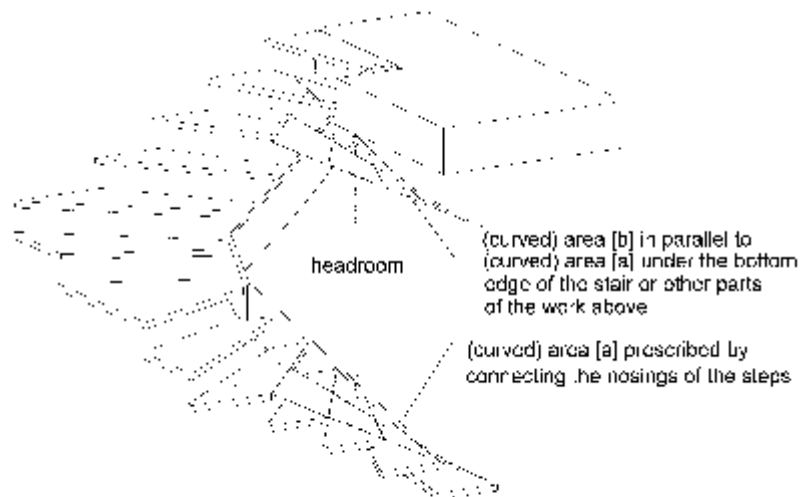 headroom
(curved) area [b] in parallel to
(curved) area [a] under the bottom
edge of the stair or other parts
of the work above
(curved) area [a] prescribed by
connecting the nosings of the steps